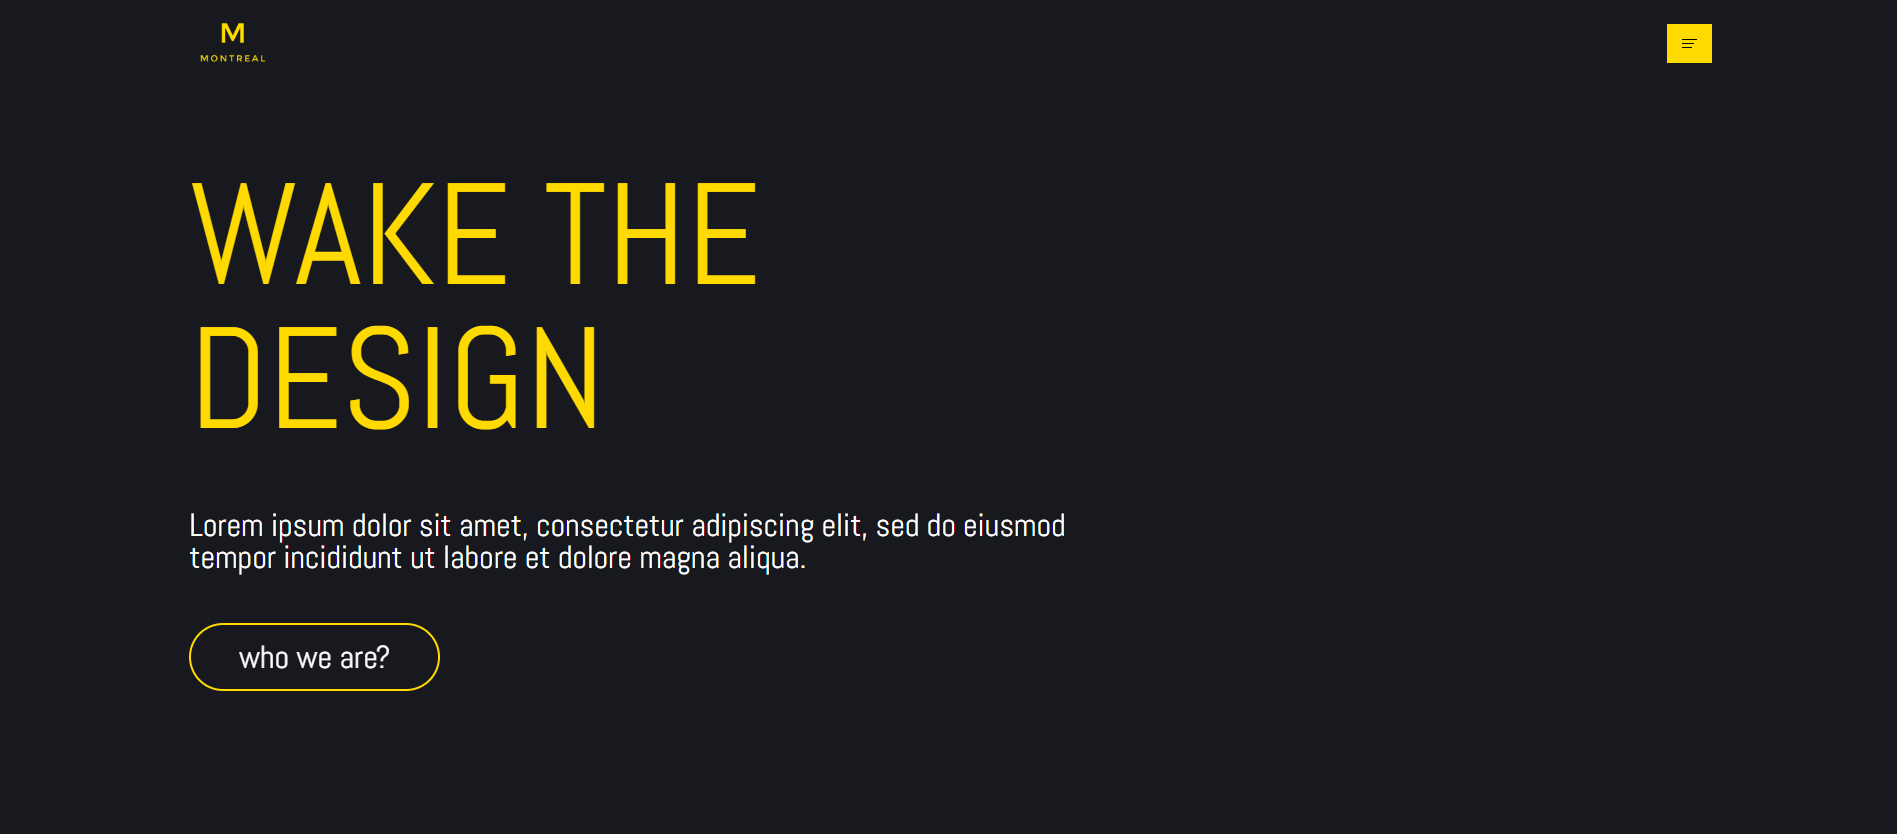 M
MONTREAL
WAKE THE
DESIGN
Lorem ipsum dolor sit amet, consectetur adipiscing elit, sed do eiusmod
tempor incididunt ut labore et dolore magna aliqua.
who we are?